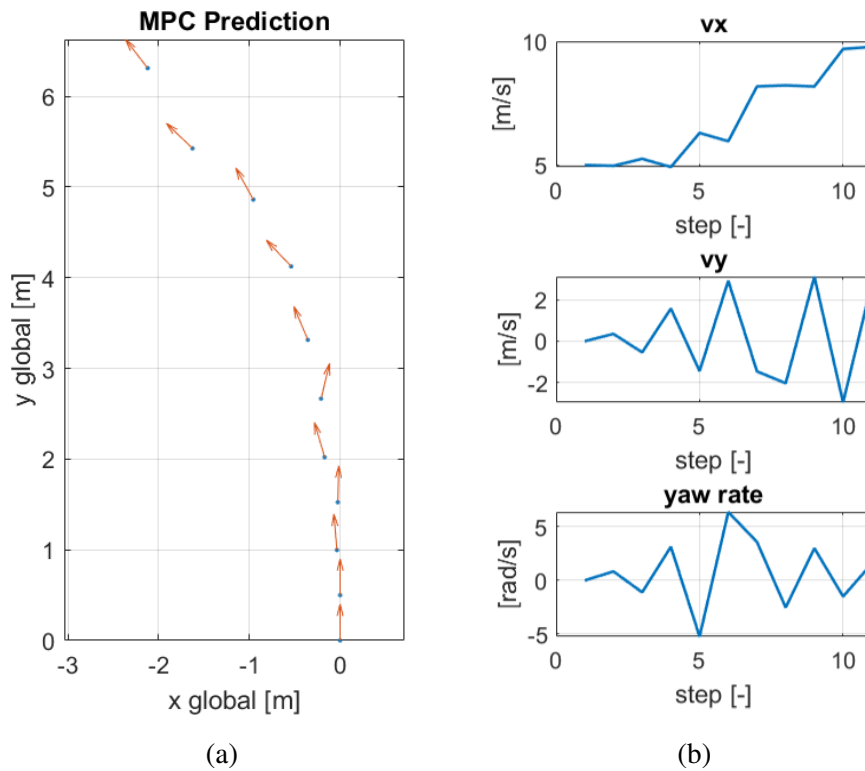 MPC Prediction
y global [m]
6
5
4
3
2
1
0
-3 -2 -1 0
x global [m]
(a)
vx
[m/s]
10
5
0 5 10
step [-]
vy
[m/s]
2
0
-2
0 5 10
step [-]
yaw rate
[rad/s]
5
0
-5
0 5 10
step [-]
(b)